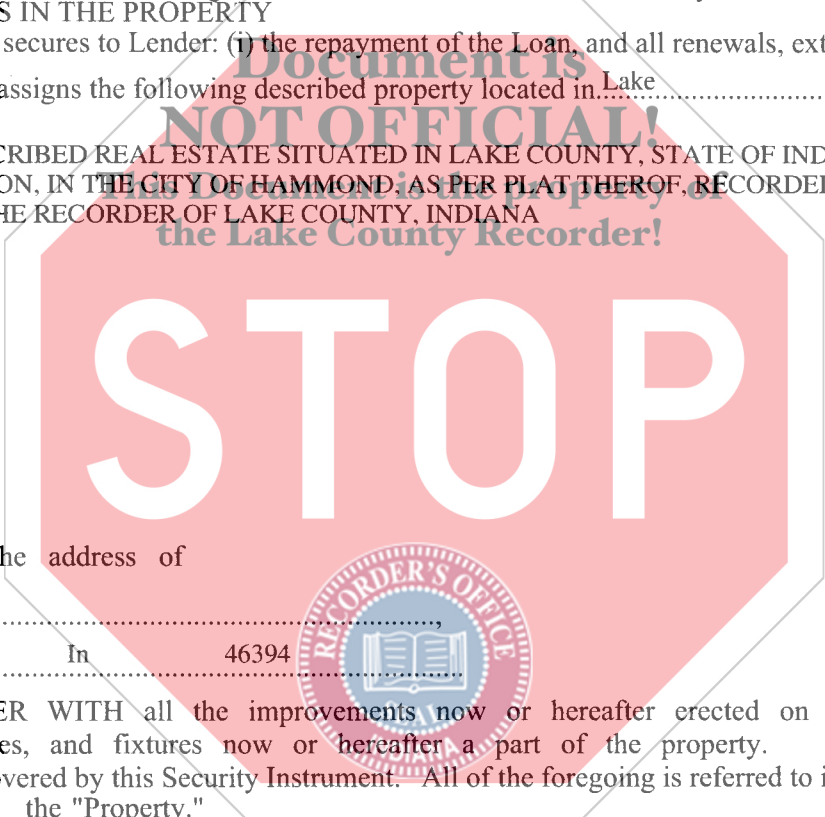 S IN THE PROPERTY
secures to Lender: (i) the repayment of the Loan, and all renewals, ext
Document is
assigns the following described property located in Lake
NOT OFFICIAL!
CRIBED REAL ESTATE SITUATED IN LAKE COUNTY, STATE OF IND
ON, IN THE CITY OF HAMMOND, AS PER PLAT THEROF, RECORDE
This Document is the property of
HE RECORDER OF LAKE COUNTY, INDIANA
the Lake County Recorder!
STOP
he address of
RECORDER'S OFFICE
In 46394
SEAL
ER WITH all the improvements now or hereafter erected on
INDIANA
es, and fixtures now or hereafter a part of the property.
vered by this Security Instrument. All of the foregoing is referred to i
the "Property."